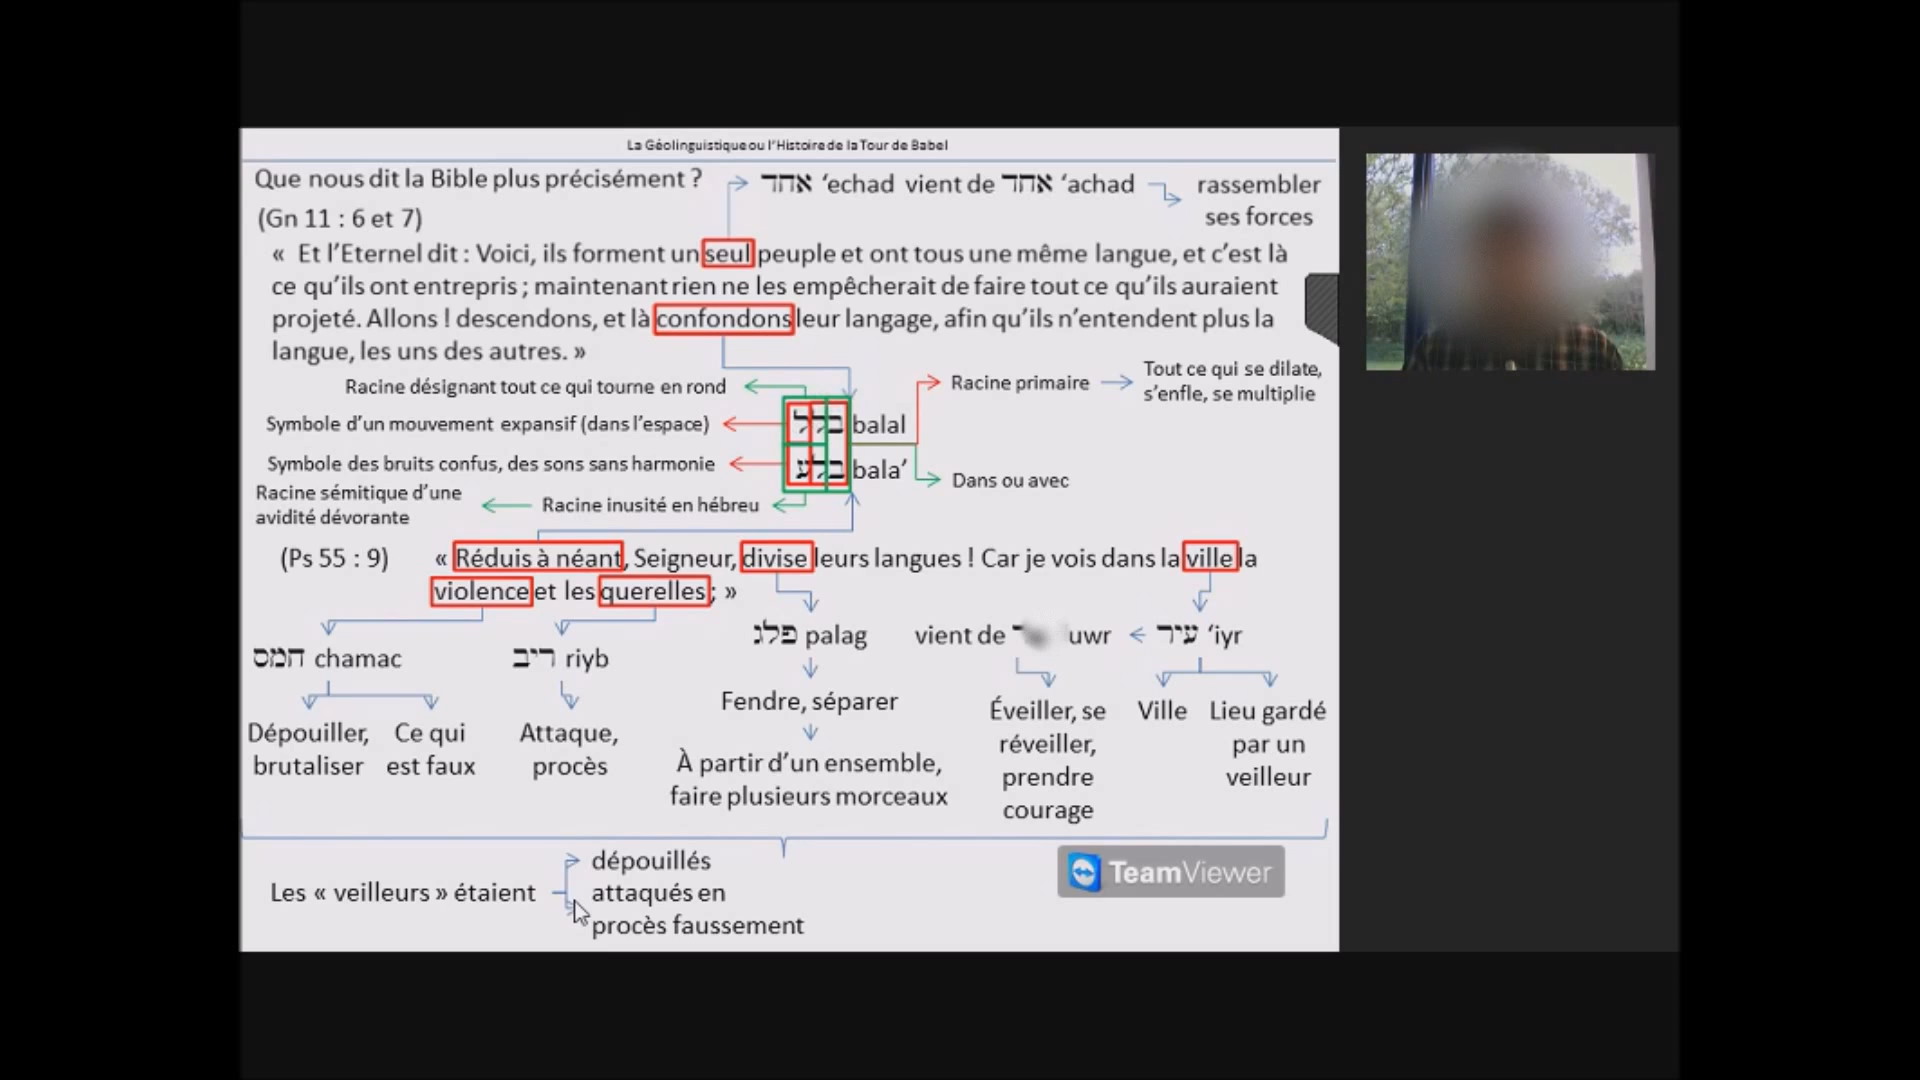 La Géolinguistique ou l'Histoire de la Tour de Babel
Que nous dit la Bible plus précisément ?
אחד ‘echad vient de אחד ‘achad
rassembler
ses forces
(Gn 11 : 6 et 7)
« Et l’Eternel dit : Voici, ils forment un seul peuple et ont tous une même langue, et c’est là
ce qu’ils ont entrepris ; maintenant rien ne les empêcherait de faire tout ce qu’ils auraient
projeté. Allons ! descendons, et là confondons leur langage, afin qu’ils n’entendent plus la
langue, les uns des autres. »
Racine désignant tout ce qui tourne en rond
Racine primaire
Tout ce qui se dilate,
s’enfle, se multiplie
Symbole d’un mouvement expansif (dans l’espace)
בלל balal
Symbole des bruits confus, des sons sans harmonie
בלע bala’
Dans ou avec
Racine sémitique d’une
avidité dévorante
Racine inusité en hébreu
(Ps 55 : 9)
« Réduis à néant, Seigneur, divise leurs langues ! Car je vois dans la ville la
violence et les querelles ; »
חמס chamac
ריב riyb
פלג palag
vient de
uwr
עיר ‘iyr
Dépouiller,
brutaliser
Ce qui
est faux
Attaque,
procès
Fendre, séparer
À partir d’un ensemble,
faire plusieurs morceaux
Éveiller, se
réveiller,
prendre
courage
Ville
Lieu gardé
par un
veilleur
Les « veilleurs » étaient
dépouillés
attaqués en
procès faussement
TeamViewer